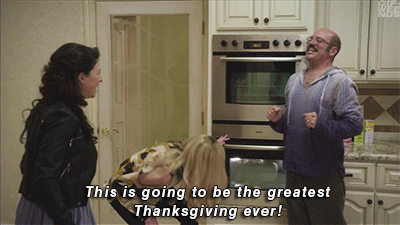 This is going to be the greatest
Thanksgiving ever!